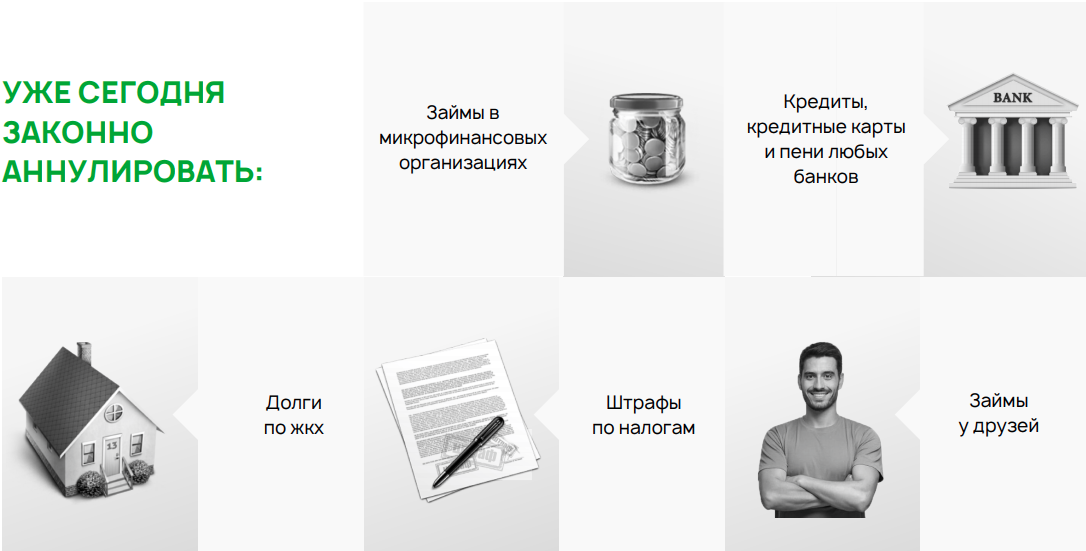 УЖЕ СЕГОДНЯ
ЗАКОННО
АННУЛИРОВАТЬ:
Займы в
микрофинансовых
организациях
Кредиты,
кредитные карты
и пени любых
банков
BANK
13
Долги
по жкх
Штрафы
по налогам
Займы
у друзей